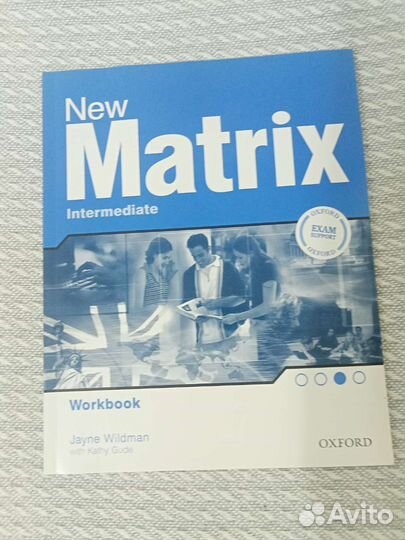 New
Matrix
Intermediate
OXFORD
EXAM
SUPPORT
OXFORD
Workbook
Jayne Wildman
with Kathy Gude
OXFORD
Avito